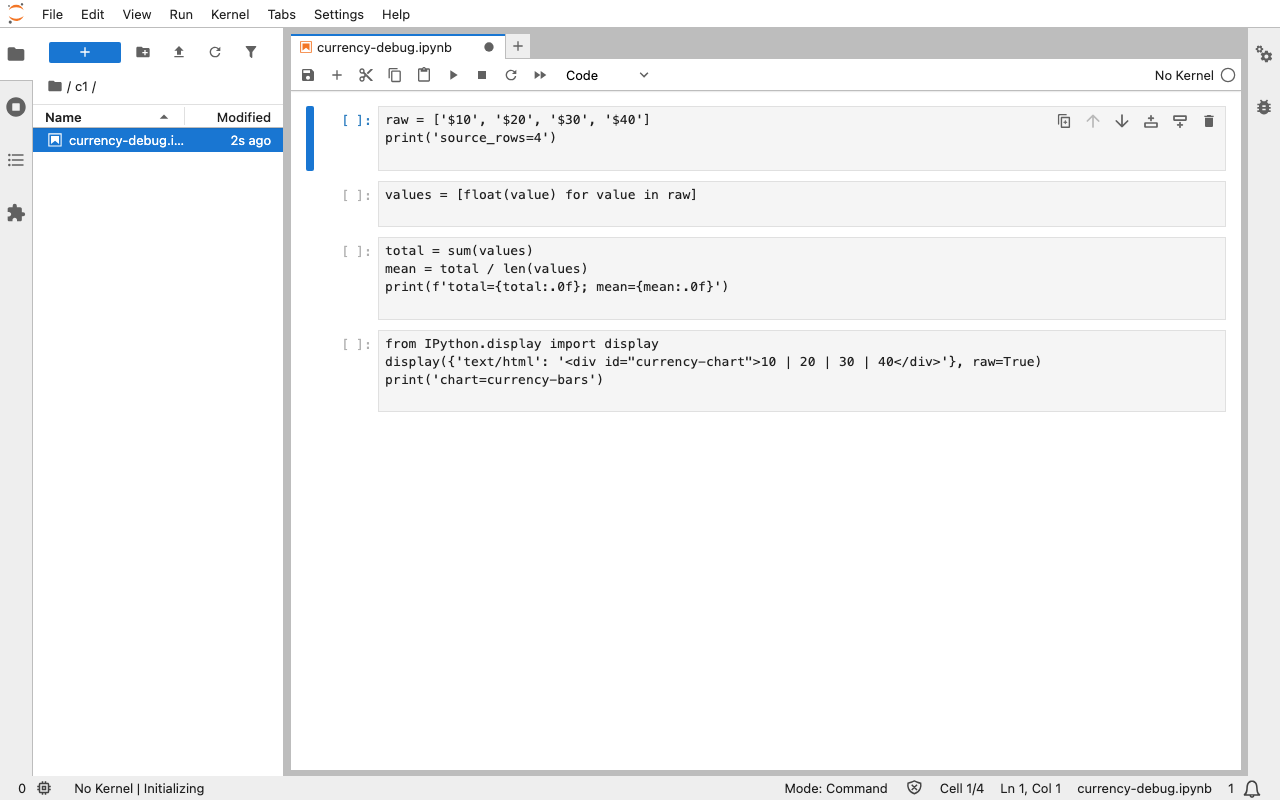 File Edit View Run Kernel Tabs Settings Help
+
/ c1 /
Name Modified
currency-debug.i... 2s ago
currency-debug.ipynb
Code
No Kernel
[ ]:
raw = ['$10', '$20', '$30', '$40']
print('source_rows=4')
[ ]:
values = [float(value) for value in raw]
[ ]:
total = sum(values)
mean = total / len(values)
print(f'total={total:.0f}; mean={mean:.0f}')
[ ]:
from IPython.display import display
display({'text/html': '<div id="currency-chart">10 | 20 | 30 | 40</div>'}, raw=True)
print('chart=currency-bars')
0 No Kernel | Initializing Mode: Command Cell 1/4 Ln 1, Col 1 currency-debug.ipynb 1